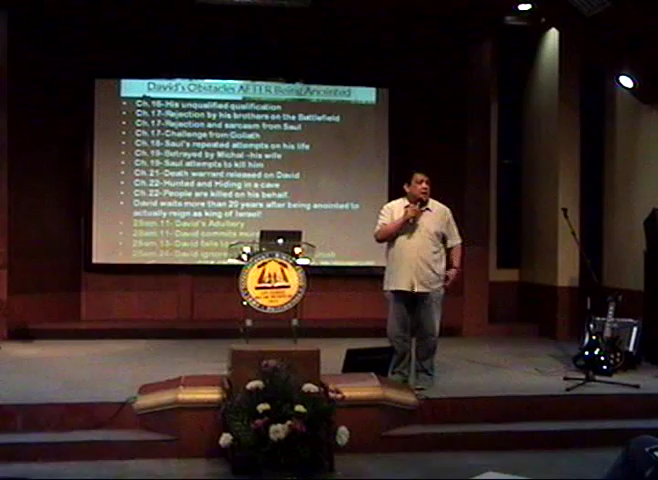 David's Obstacles AFTER Being Anointed
Ch.16-His unqualified qualification
Ch.17-Rejection by his brothers on the Battlefield
Ch.17-Rejection and sarcasm from Saul
Ch.17-Challenge from Goliath
Ch.18-Saul's repeated attempts on his life
Ch.19-Betrayed by Michal -his wife
Ch.19-Saul attempts to kill him
Ch.21-Death warrant released on David
Ch.22-Hunted and Hiding in a cave
Ch.22-People are killed on his behalf.
David waits more than 20 years after being anointed to
actually reign as king of Israel!
2Sam.11- David's Adultery
2Sam.11- David commits
2Sam.13- David fails to
2Sam.24- David